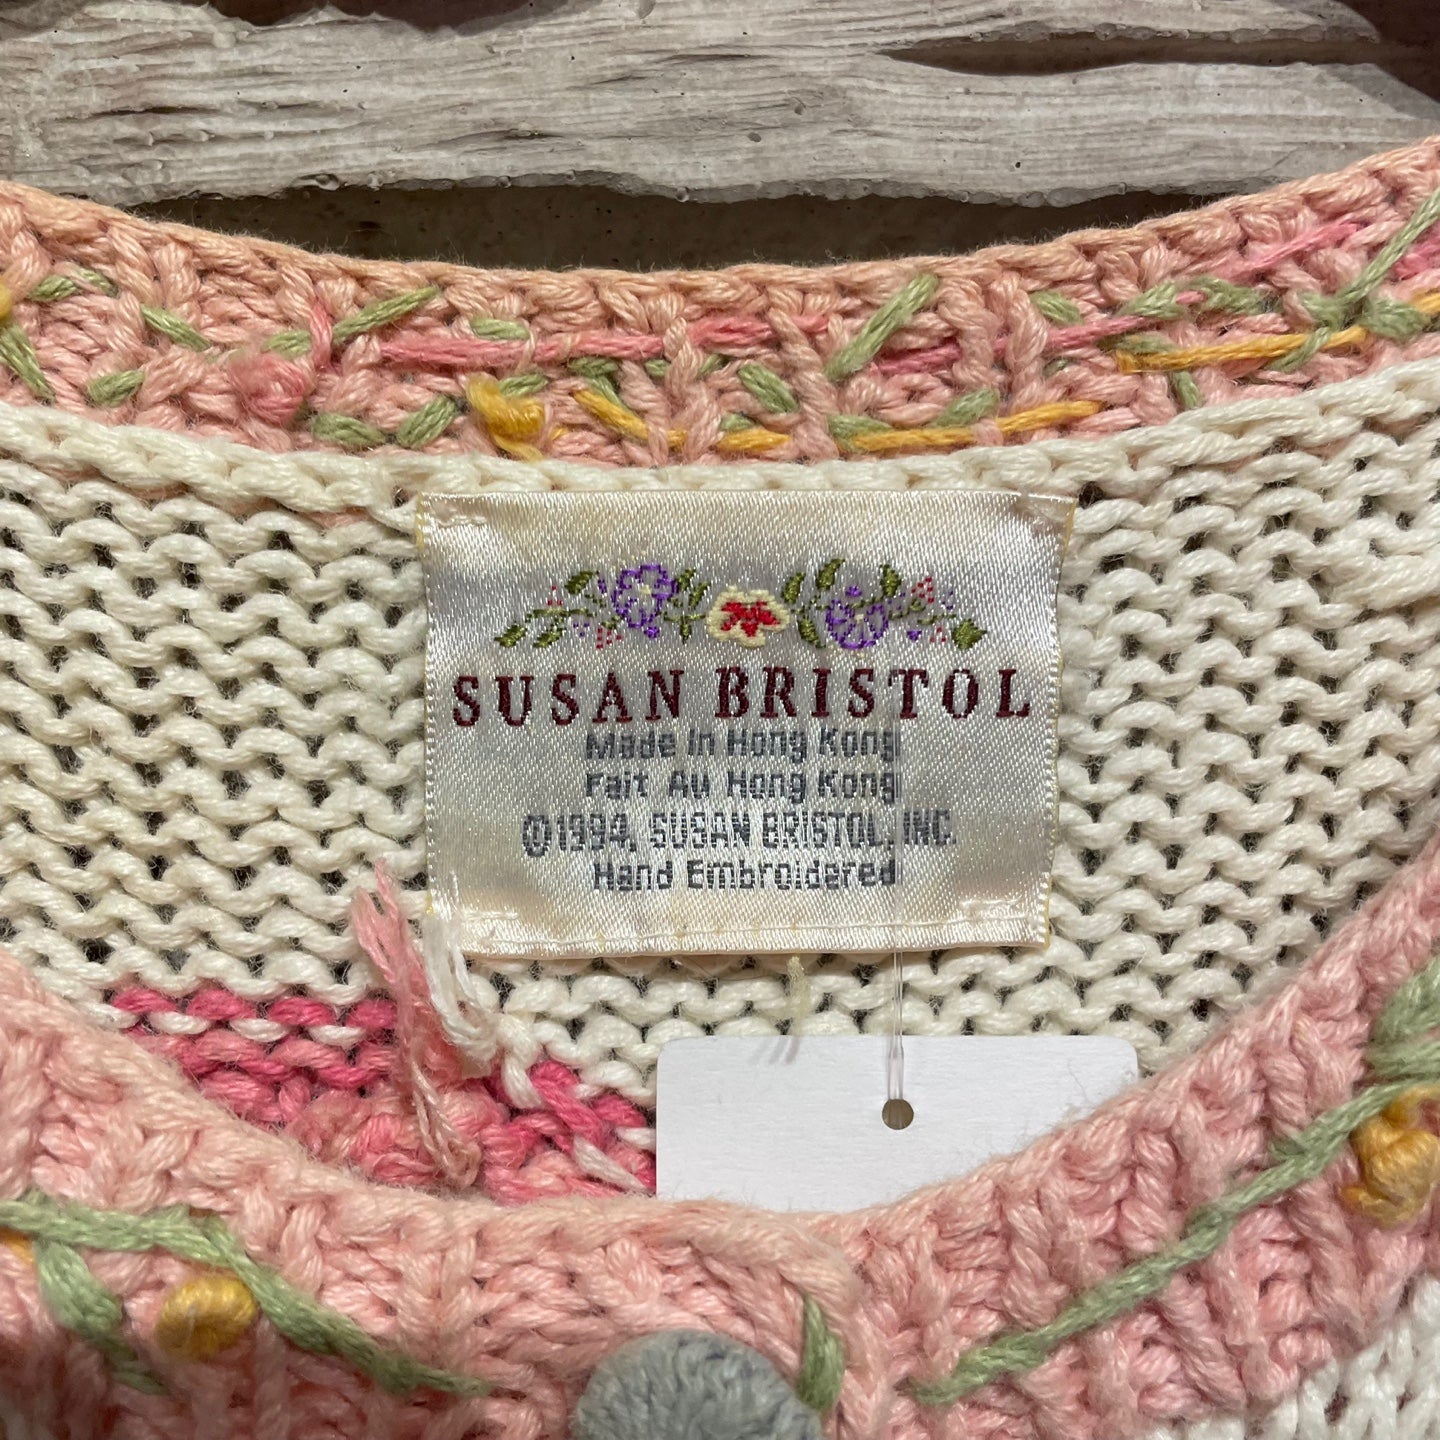 SUSAN BRISTOL
Made In Hong Kong
Fait Au Hong Kong
©1994, SUSAN BRISTOL, INC.
Hand Embroidered